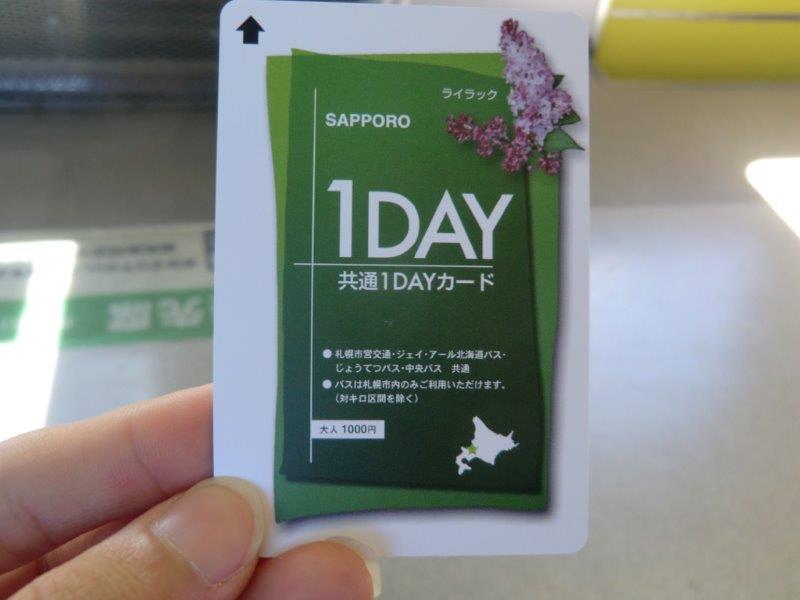 ライラック
SAPPORO
1DAY
共通1DAYカード
●札幌市営交通・ジェイ・アール北海道バス・
じょうてつバス・中央バス 共通
●バスは札幌市内のみご利用いただけます。
(対キロ区間を除く)
大人 1000円
先席